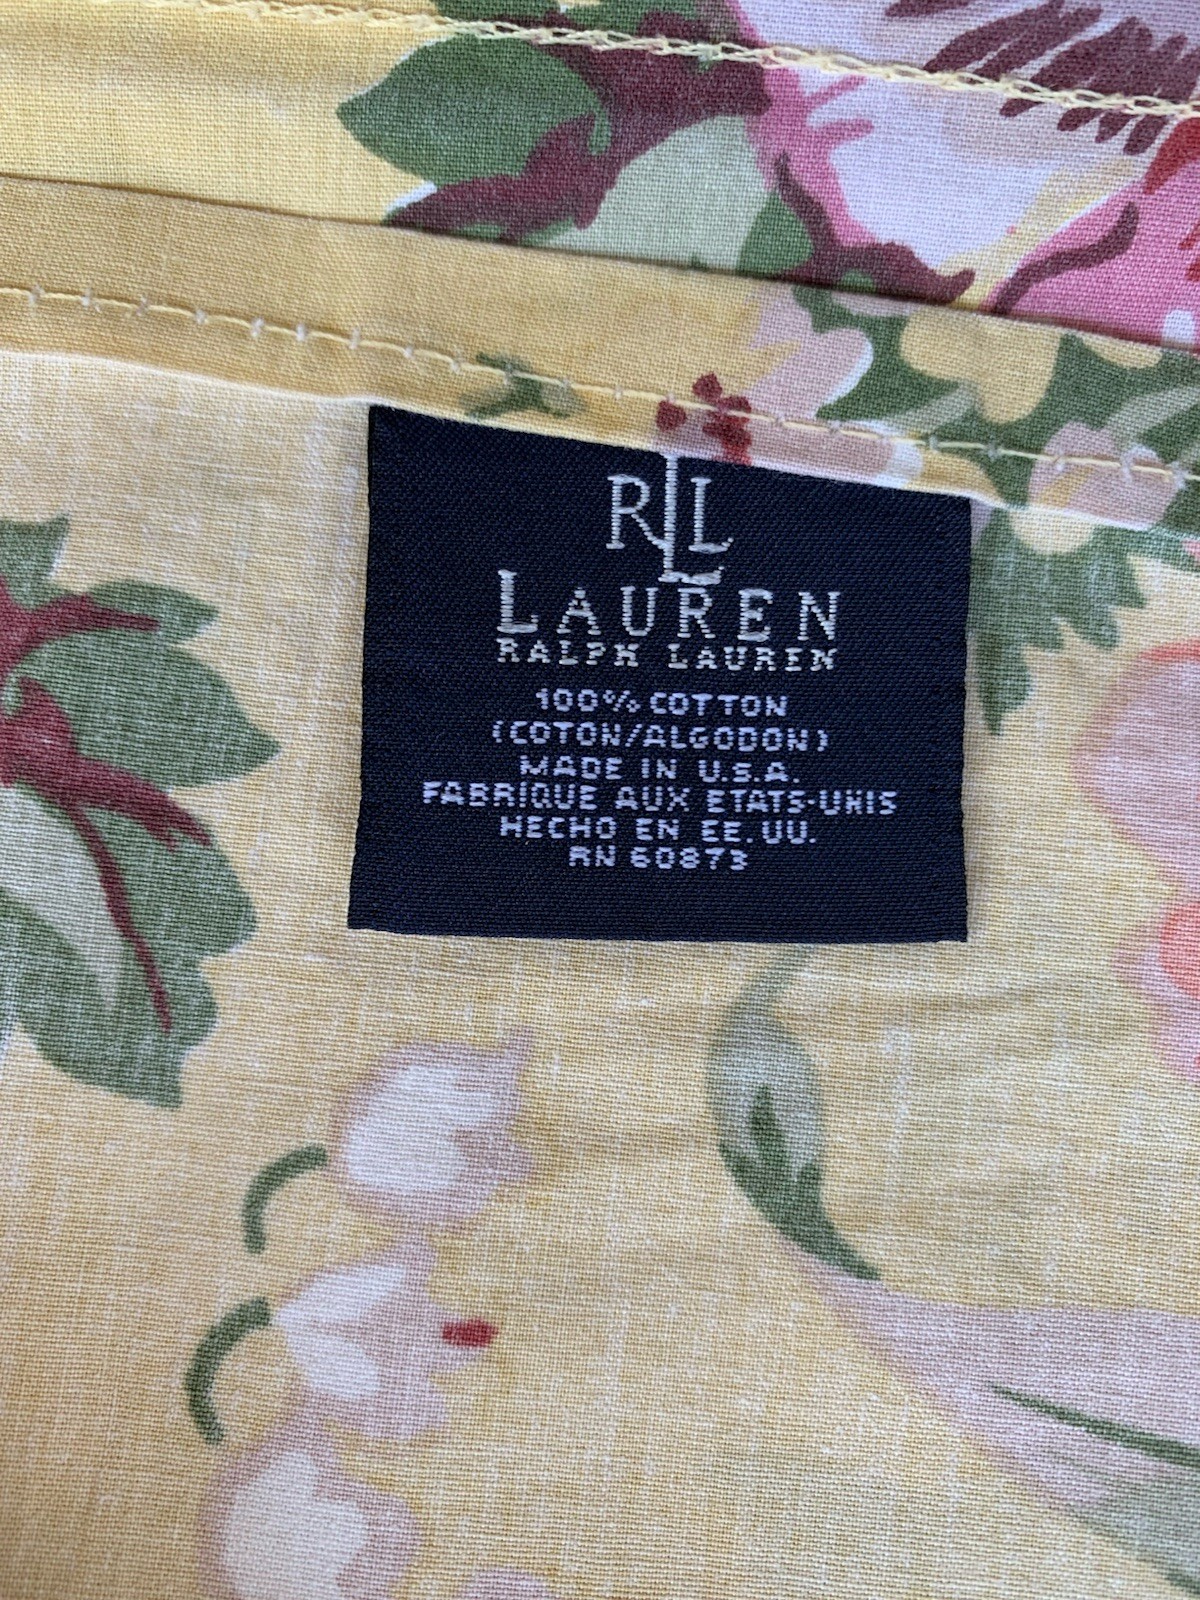 RLL
LAUREN
RALPH LAUREN
100% COTTON
(COTON/ALGODON)
MADE IN U.S.A.
FABRIQUE AUX ETATS-UNIS
HECHO EN EE. UU.
RN 60873